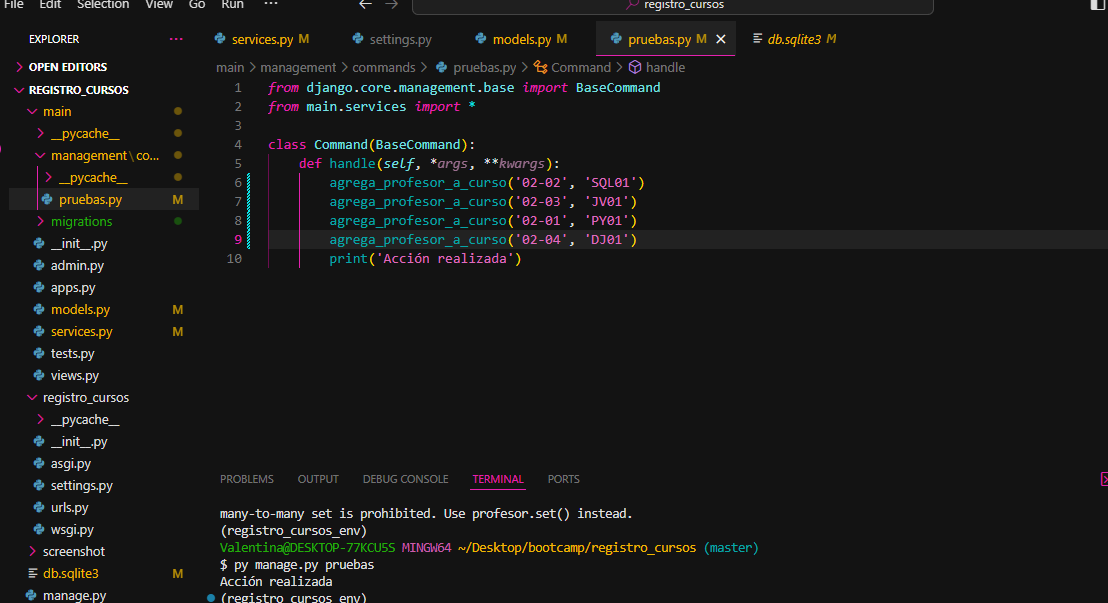 File Edit Selection View Go Run ··· ← → registro_cursos
EXPLORER ···
OPEN EDITORS
REGISTRO_CURSOS
main
__pycache__
management\co...
__pycache__
pruebas.py M
migrations
__init__.py
admin.py
apps.py
models.py M
services.py M
tests.py
views.py
registro_cursos
__pycache__
__init__.py
asgi.py
settings.py
urls.py
wsgi.py
screenshot
db.sqlite3 M
manage.py
services.py M settings.py models.py M pruebas.py M × db.sqlite3 M
main > management > commands > pruebas.py > Command > handle
1 from django.core.management.base import BaseCommand
2 from main.services import *
3
4 class Command(BaseCommand):
5 def handle(self, *args, **kwargs):
6 agrega_profesor_a_curso('02-02', 'SQL01')
7 agrega_profesor_a_curso('02-03', 'JV01')
8 agrega_profesor_a_curso('02-01', 'PY01')
9 agrega_profesor_a_curso('02-04', 'DJ01')
10 print('Acción realizada')
PROBLEMS OUTPUT DEBUG CONSOLE TERMINAL PORTS
many-to-many set is prohibited. Use profesor.set() instead.
(registro_cursos_env)
Valentina@DESKTOP-77KCU5S MINGW64 ~/Desktop/bootcamp/registro_cursos (master)
$ py manage.py pruebas
Acción realizada
(registro_cursos_env)